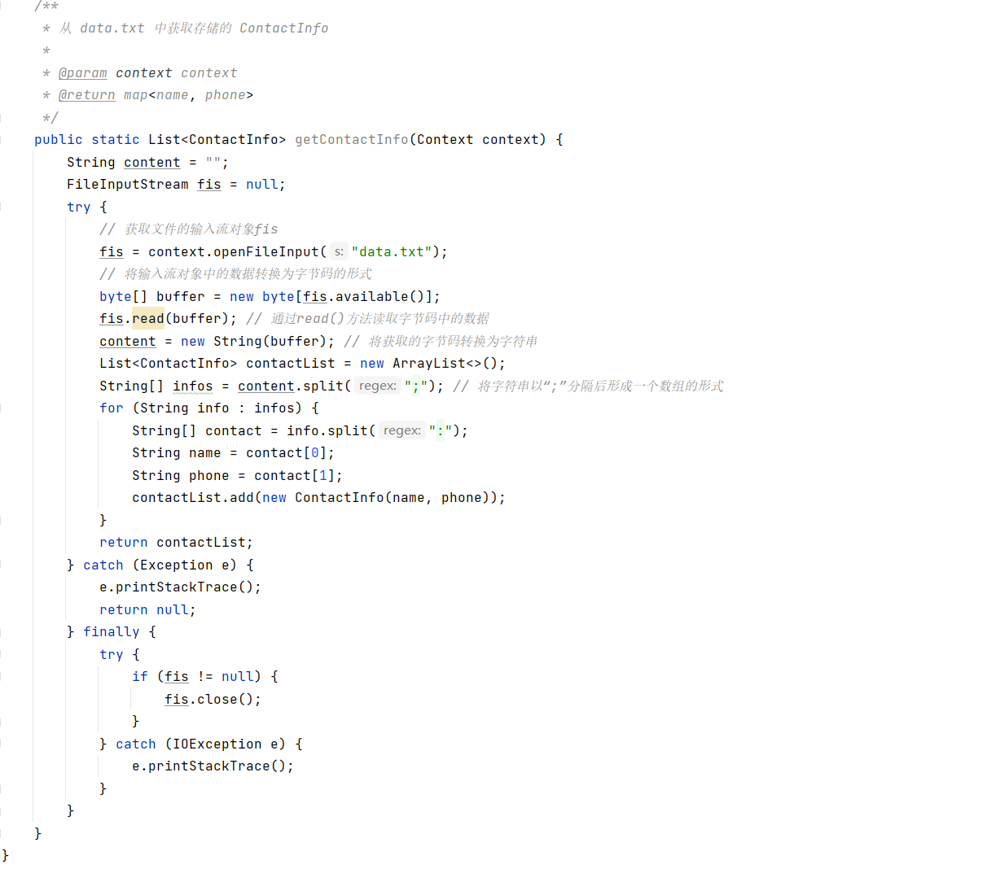 /**
 * 从 data.txt 中获取存储的 ContactInfo
 *
 * @param context context
 * @return map<name, phone>
 */
public static List<ContactInfo> getContactInfo(Context context) {
    String content = "";
    FileInputStream fis = null;
    try {
        // 获取文件的输入流对象fis
        fis = context.openFileInput( s: "data.txt");
        // 将输入流对象中的数据转换为字节码的形式
        byte[] buffer = new byte[fis.available()];
        fis.read(buffer); // 通过read()方法读取字节码中的数据
        content = new String(buffer); // 将获取的字节码转换为字符串
        List<ContactInfo> contactList = new ArrayList<>();
        String[] infos = content.split( regex: ";"); // 将字符串以“;”分隔后形成一个数组的形式
        for (String info : infos) {
            String[] contact = info.split( regex: ":");
            String name = contact[0];
            String phone = contact[1];
            contactList.add(new ContactInfo(name, phone));
        }
        return contactList;
    } catch (Exception e) {
        e.printStackTrace();
        return null;
    } finally {
        try {
            if (fis != null) {
                fis.close();
            }
        } catch (IOException e) {
            e.printStackTrace();
        }
    }
}
}